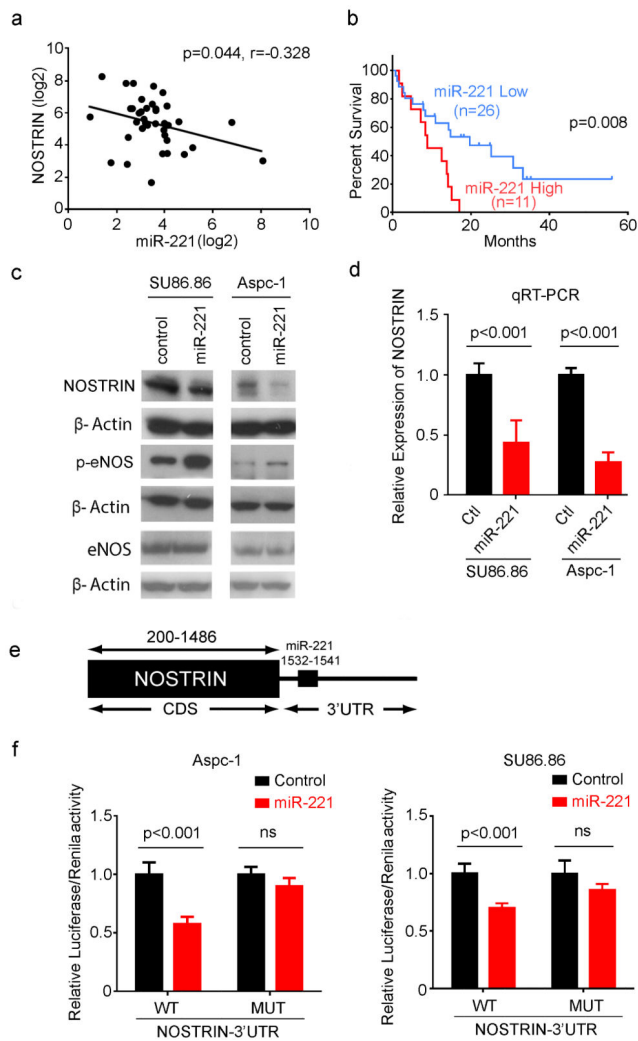 a
p=0.044, r=-0.328
NOSTRIN (log2)
10
8
6
4
2
0
0 2 4 6 8 10
miR-221(log2)
b
Percent Survival
100
80
60
40
20
0
miR-221 Low
(n=26)
p=0.008
miR-221 High
(n=11)
0 20 40 60
Months
c
SU86.86 Aspc-1
control miR-221 control miR-221
NOSTRIN
β- Actin
p-eNOS
β- Actin
eNOS
β- Actin
d
qRT-PCR
Relative Expression of NOSTRIN
1.5
1.0
0.5
0
p<0.001 p<0.001
Ctl miR-221 Ctl miR-221
SU86.86 Aspc-1
e
200-1486
miR-221
1532-1541
NOSTRIN
CDS 3'UTR
f
Aspc-1
Control
miR-221
Relative Luciferase/Renila activity
1.5
1.0
0.5
0
p<0.001 ns
WT MUT
NOSTRIN-3'UTR
SU86.86
Control
miR-221
Relative Luciferase/Renila activity
1.5
1.0
0.5
0
p<0.001 ns
WT MUT
NOSTRIN-3'UTR